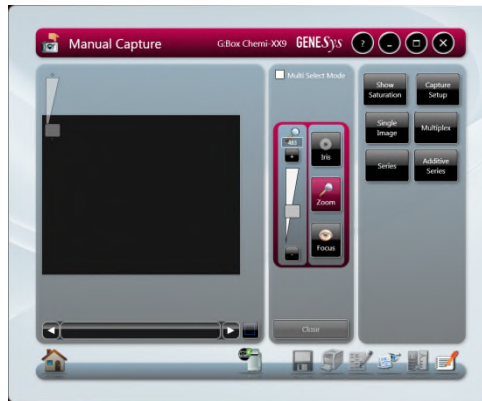 Manual Capture
G:Box Chemi-XX9
GENESys
?
Multi Select Mode
-483
+
Iris
Zoom
Focus
-
Close
Show
Saturation
Capture
Setup
Single
Image
Multiplex
Series
Additive
Series